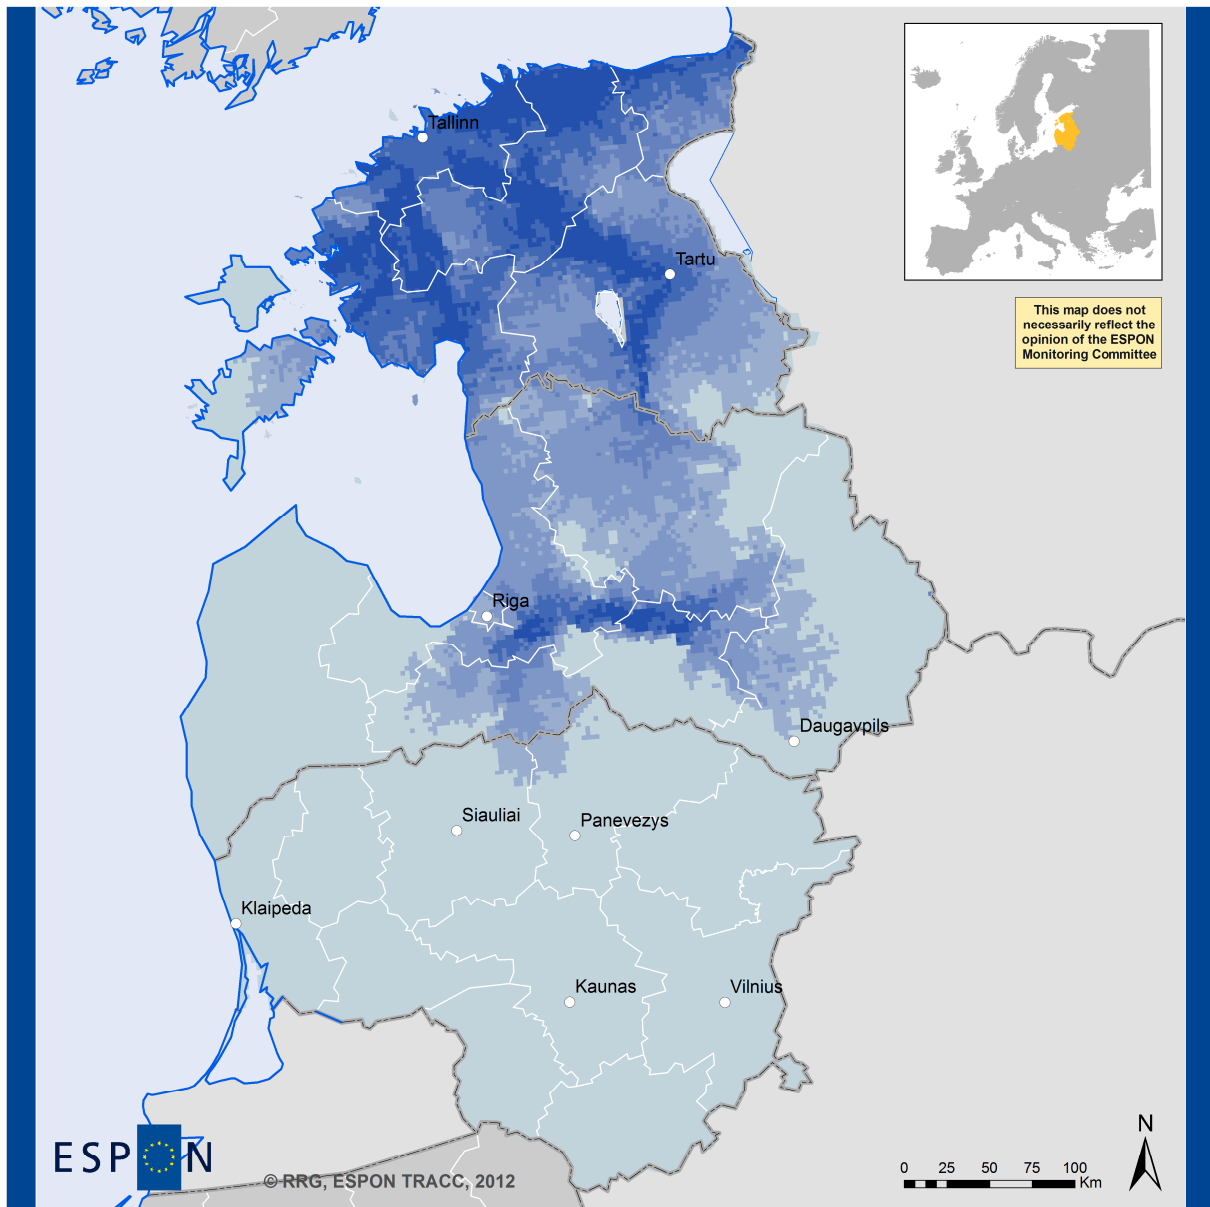 Tallinn
Tartu
This map does not
necessarily reflect the
opinion of the ESPON
Monitoring Committee
Riga
Daugavpils
Siauliai
Panevezys
Klaipeda
Kaunas
Vilnius
N
ESPON
© RRG, ESPON TRACC, 2012
0 25 50 75 100
Km